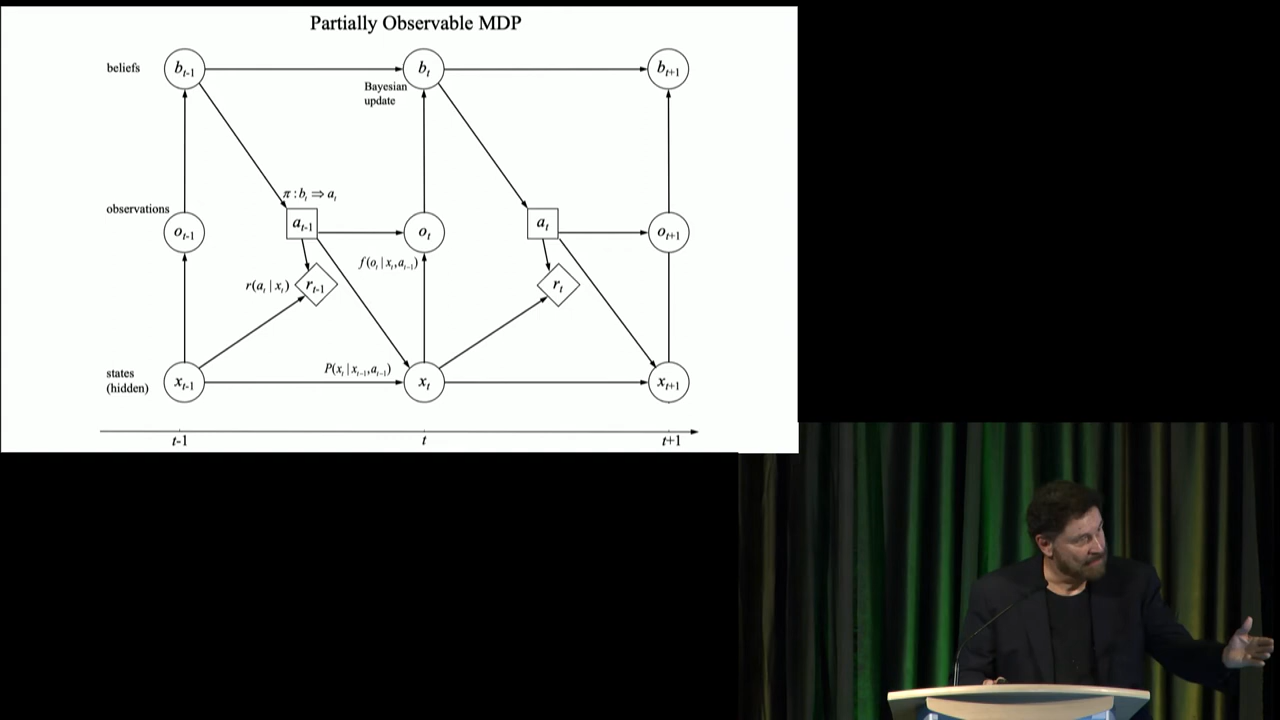 Partially Observable MDP
beliefs
b_{t-1}
b_t
b_{t+1}
Bayesian
update
π : b_t ⇒ a_t
observations
o_{t-1}
a_{t-1}
o_t
a_t
o_{t+1}
f(o_t | x_t, a_{t-1})
r(a_t | x_t)
r_{t-1}
r_t
P(x_t | x_{t-1}, a_{t-1})
states
(hidden)
x_{t-1}
x_t
x_{t+1}
t-1
t
t+1